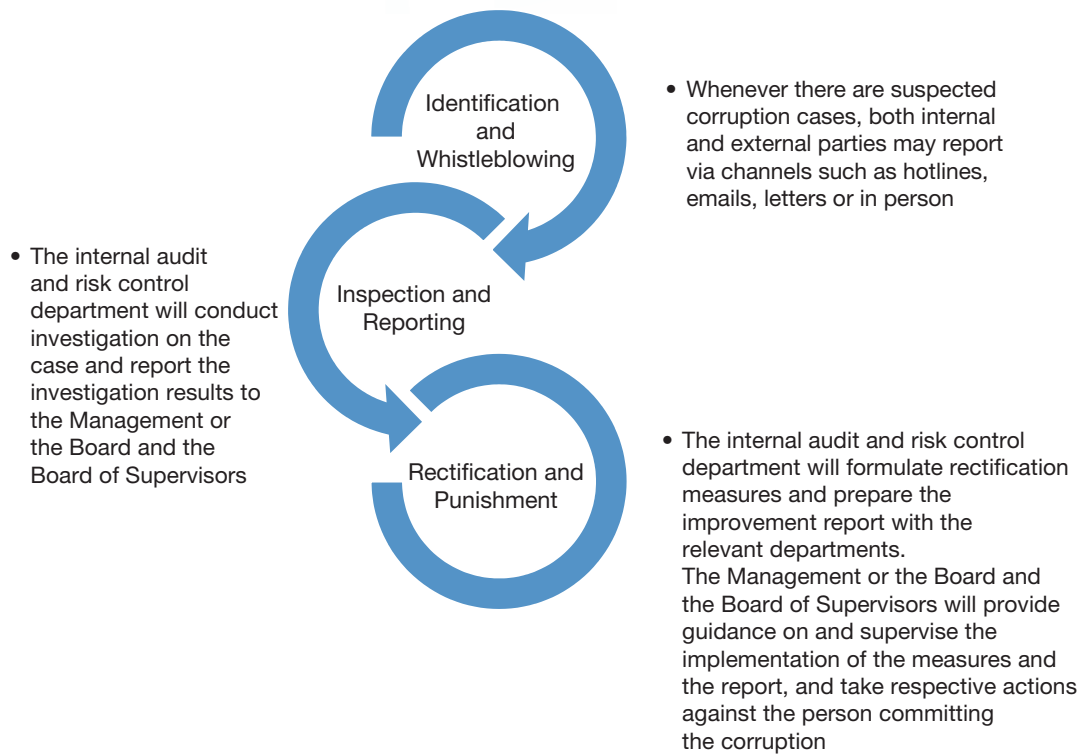 Identification
and
Whistleblowing
• Whenever there are suspected
corruption cases, both internal
and external parties may report
via channels such as hotlines,
emails, letters or in person
Inspection and
Reporting
• The internal audit
and risk control
department will conduct
investigation on the
case and report the
investigation results to
the Management or
the Board and the
Board of Supervisors
Rectification and
Punishment
• The internal audit and risk control
department will formulate rectification
measures and prepare the
improvement report with the
relevant departments.
The Management or the Board and
the Board of Supervisors will provide
guidance on and supervise the
implementation of the measures and
the report, and take respective actions
against the person committing
the corruption